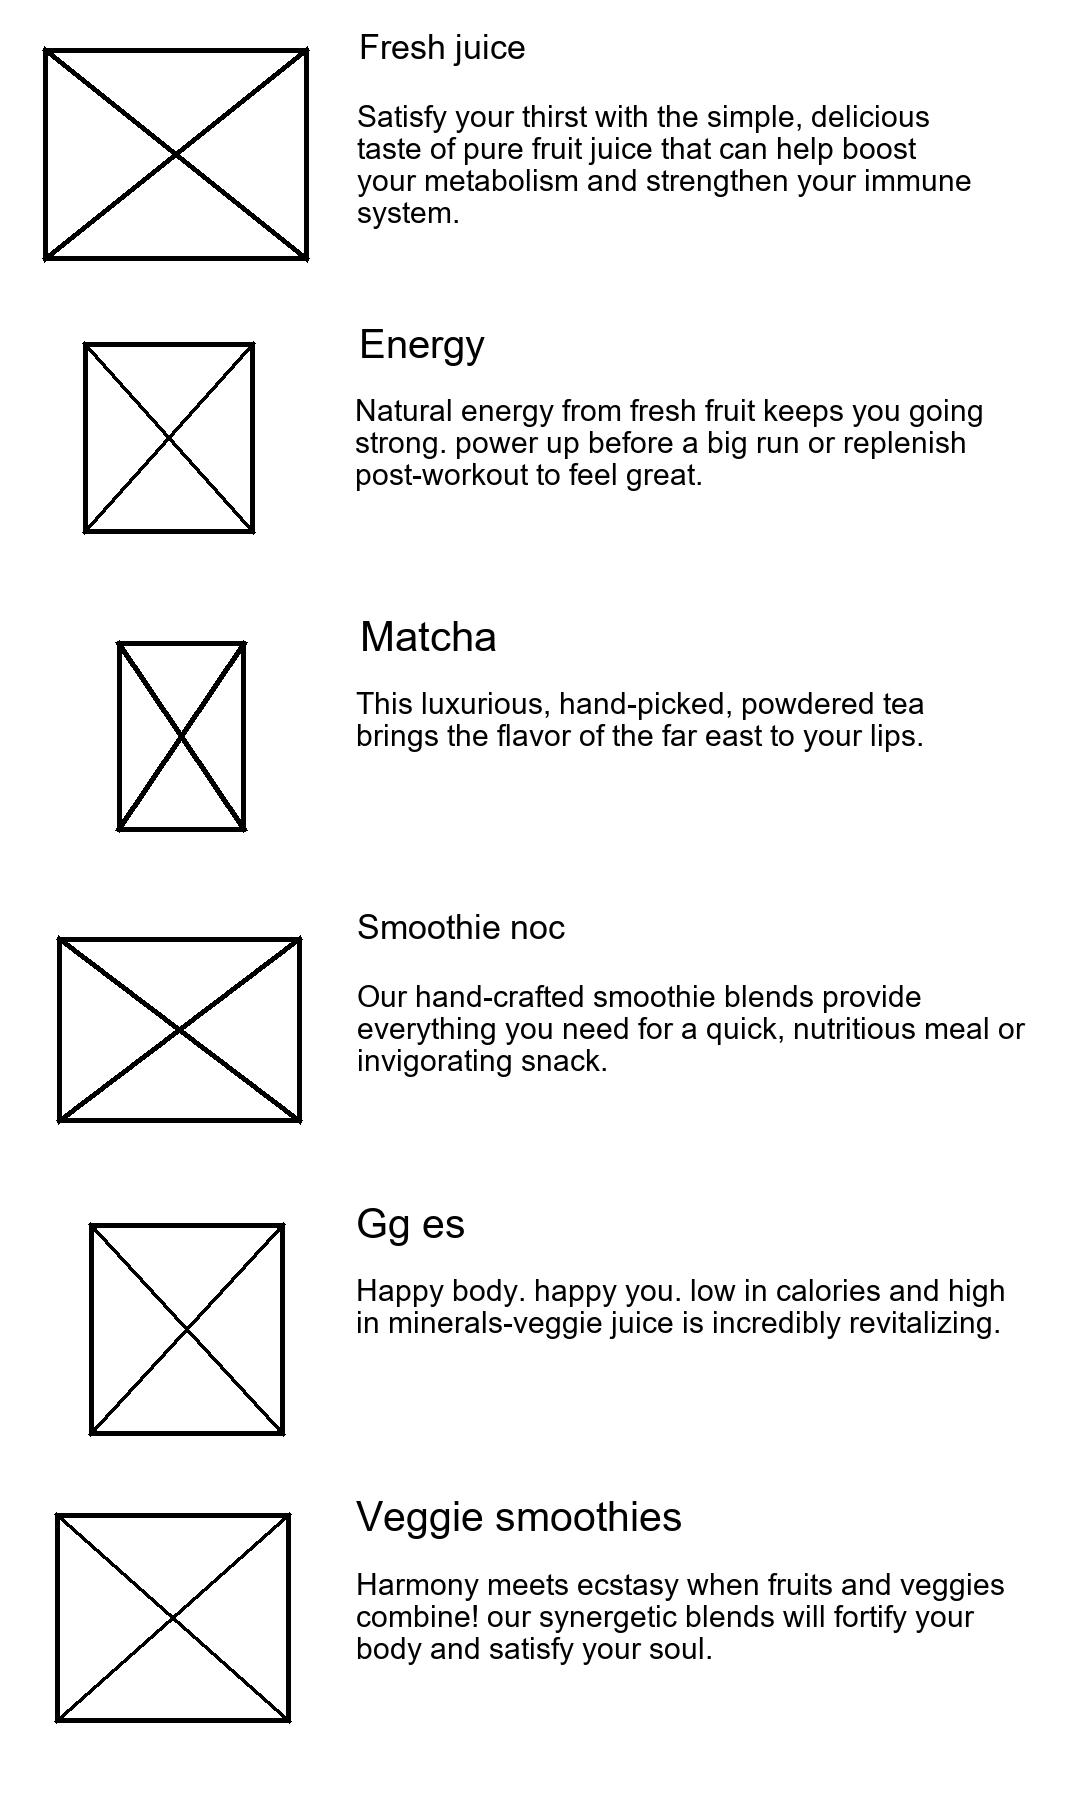 Fresh juice
Satisfy your thirst with the simple, delicious
taste of pure fruit juice that can help boost
your metabolism and strengthen your immune
system.
Energy
Natural energy from fresh fruit keeps you going
strong. power up before a big run or replenish
post-workout to feel great.
Matcha
This luxurious, hand-picked, powdered tea
brings the flavor of the far east to your lips.
Smoothie noc
Our hand-crafted smoothie blends provide
everything you need for a quick, nutritious meal or
invigorating snack.
Gg es
Happy body. happy you. low in calories and high
in minerals-veggie juice is incredibly revitalizing.
Veggie smoothies
Harmony meets ecstasy when fruits and veggies
combine! our synergetic blends will fortify your
body and satisfy your soul.